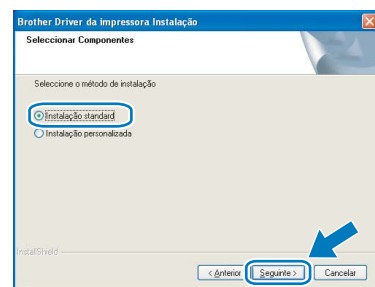 Brother Driver da impressora Instalação
Seleccionar Componentes
Seleccione o método de instalação
Instalação standard
Instalação personalizada
InstallShield
< Anterior Seguinte > Cancelar